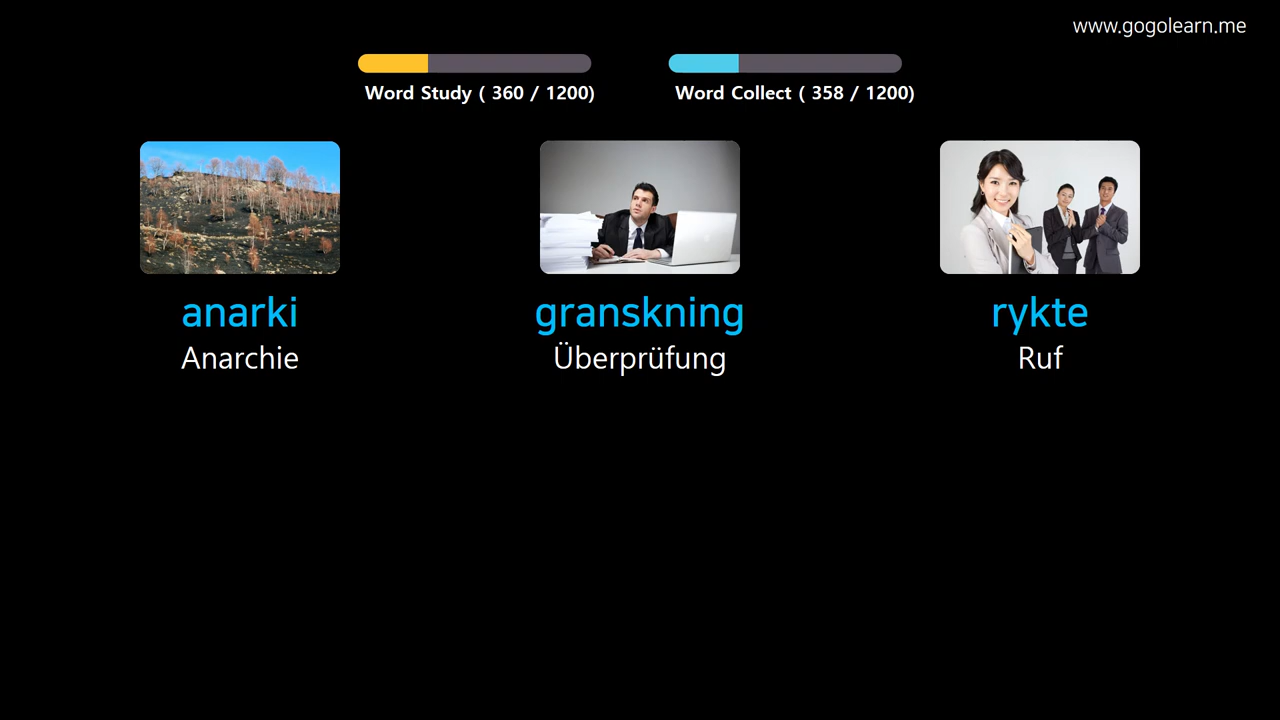 www.gogolearn.me
Word Study ( 360 / 1200)
Word Collect ( 358 / 1200)
anarki
Anarchie
granskning
Überprüfung
rykte
Ruf